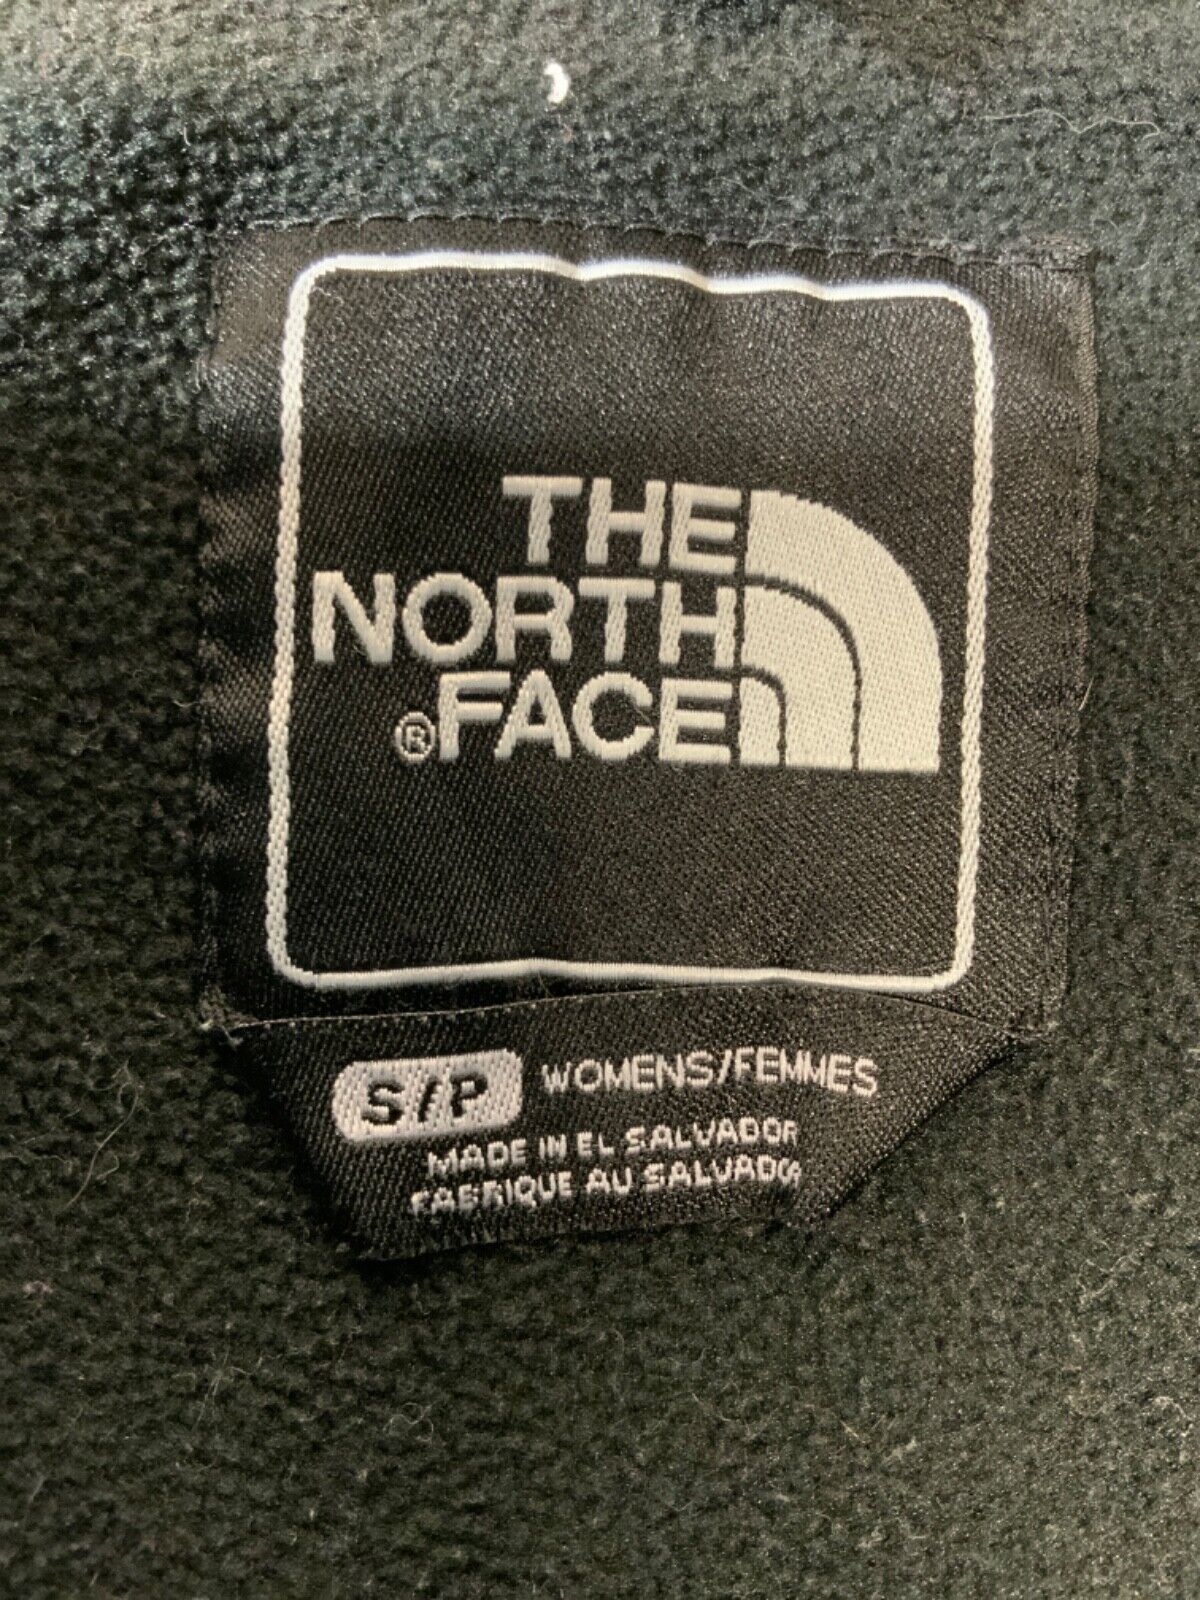 THE
NORTH
®FACE
S/P WOMENS/FEMMES
MADE IN EL SALVADOR
FABRIQUE AU SALVADOR